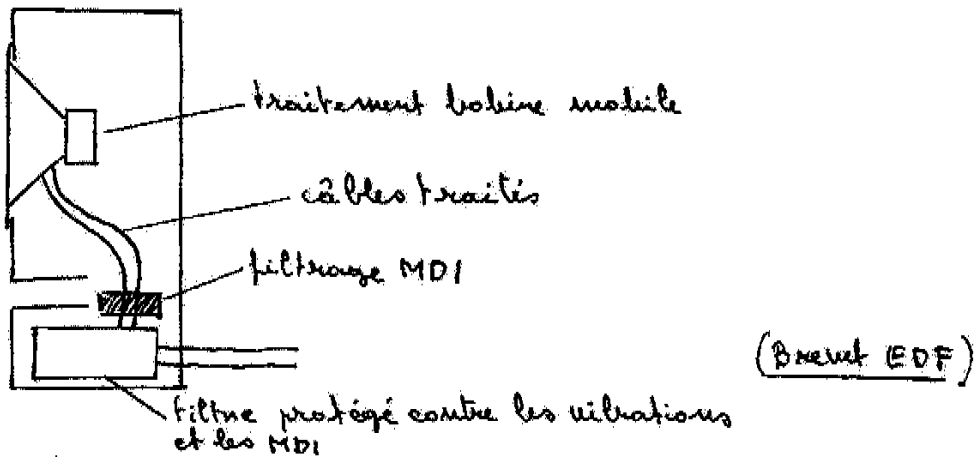 traitement bobine mobile
câbles traités
filtrage MDI
(Brevet EDF)
filtre protégé contre les vibrations
et les MDI